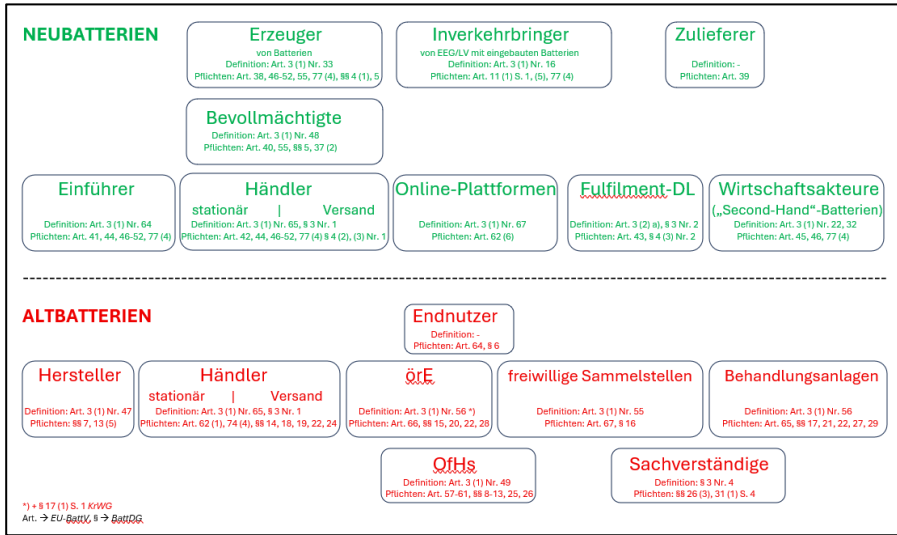 NEUBATTERIEN
Erzeuger
von Batterien
Definition: Art. 3 (1) Nr. 33
Pflichten: Art. 38, 46-52, 55, 77 (4), §§ 4 (1), 5
Inverkehrbringer
von EEG/LV mit eingebauten Batterien
Definition: Art. 3 (1) Nr. 16
Pflichten: Art. 11 (1) S. 1, (5), 77 (4)
Zulieferer
Definition: -
Pflichten: Art. 39
Bevollmächtigte
Definition: Art. 3 (1) Nr. 48
Pflichten: Art. 40, 55, §§ 5, 37 (2)
Einführer
Definition: Art. 3 (1) Nr. 64
Pflichten: Art. 41, 44, 46-52, 77 (4)
Händler
stationär | Versand
Definition: Art. 3 (1) Nr. 65, § 3 Nr. 1
Pflichten: Art. 42, 44, 46-52, 77 (4) § 4 (2), (3) Nr. 1
Online-Plattformen
Definition: Art. 3 (1) Nr. 67
Pflichten: Art. 62 (6)
Fulfilment-DL
Definition: Art. 3 (2) a), § 3 Nr. 2
Pflichten: Art. 43, § 4 (3) Nr. 2
Wirtschaftsakteure
(„Second-Hand“-Batterien)
Definition: Art. 3 (1) Nr. 22, 32
Pflichten: Art. 45, 46, 77 (4)
ALTBATTERIEN
Endnutzer
Definition: -
Pflichten: Art. 64, § 6
Hersteller
Definition: Art. 3 (1) Nr. 47
Pflichten: §§ 7, 13 (5)
Händler
stationär | Versand
Definition: Art. 3 (1) Nr. 65, § 3 Nr. 1
Pflichten: Art. 62 (1), 74 (4), §§ 14, 18, 19, 22, 24
örE
Definition: Art. 3 (1) Nr. 56 *)
Pflichten: Art. 66, §§ 15, 20, 22, 28
freiwillige Sammelstellen
Definition: Art. 3 (1) Nr. 55
Pflichten: Art. 67, § 16
Behandlungsanlagen
Definition: Art. 3 (1) Nr. 56
Pflichten: Art. 65, §§ 17, 21, 22, 27, 29
OfHs
Definition: Art. 3 (1) Nr. 49
Pflichten: Art. 57-61, §§ 8-13, 25, 26
Sachverständige
Definition: § 3 Nr. 4
Pflichten: §§ 26 (3), 31 (1) S. 4
*) + § 17 (1) S. 1 KrWG
Art. → EU-BattV, § → BattDG